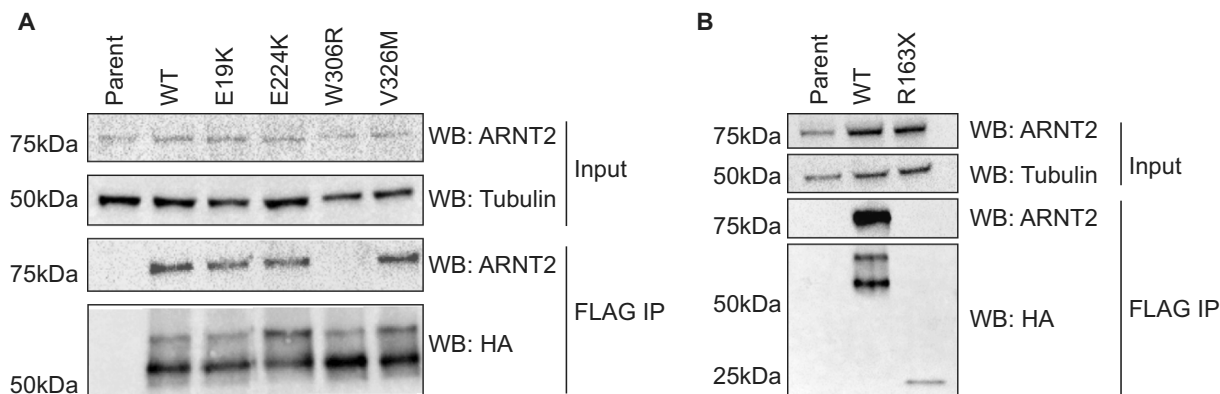 A
Parent
WT
E19K
E224K
W306R
V326M
75kDa
WB: ARNT2
50kDa
WB: Tubulin
Input
75kDa
WB: ARNT2
WB: HA
50kDa
FLAG IP
B
Parent
WT
R163X
75kDa
WB: ARNT2
50kDa
WB: Tubulin
Input
75kDa
WB: ARNT2
50kDa
WB: HA
25kDa
FLAG IP